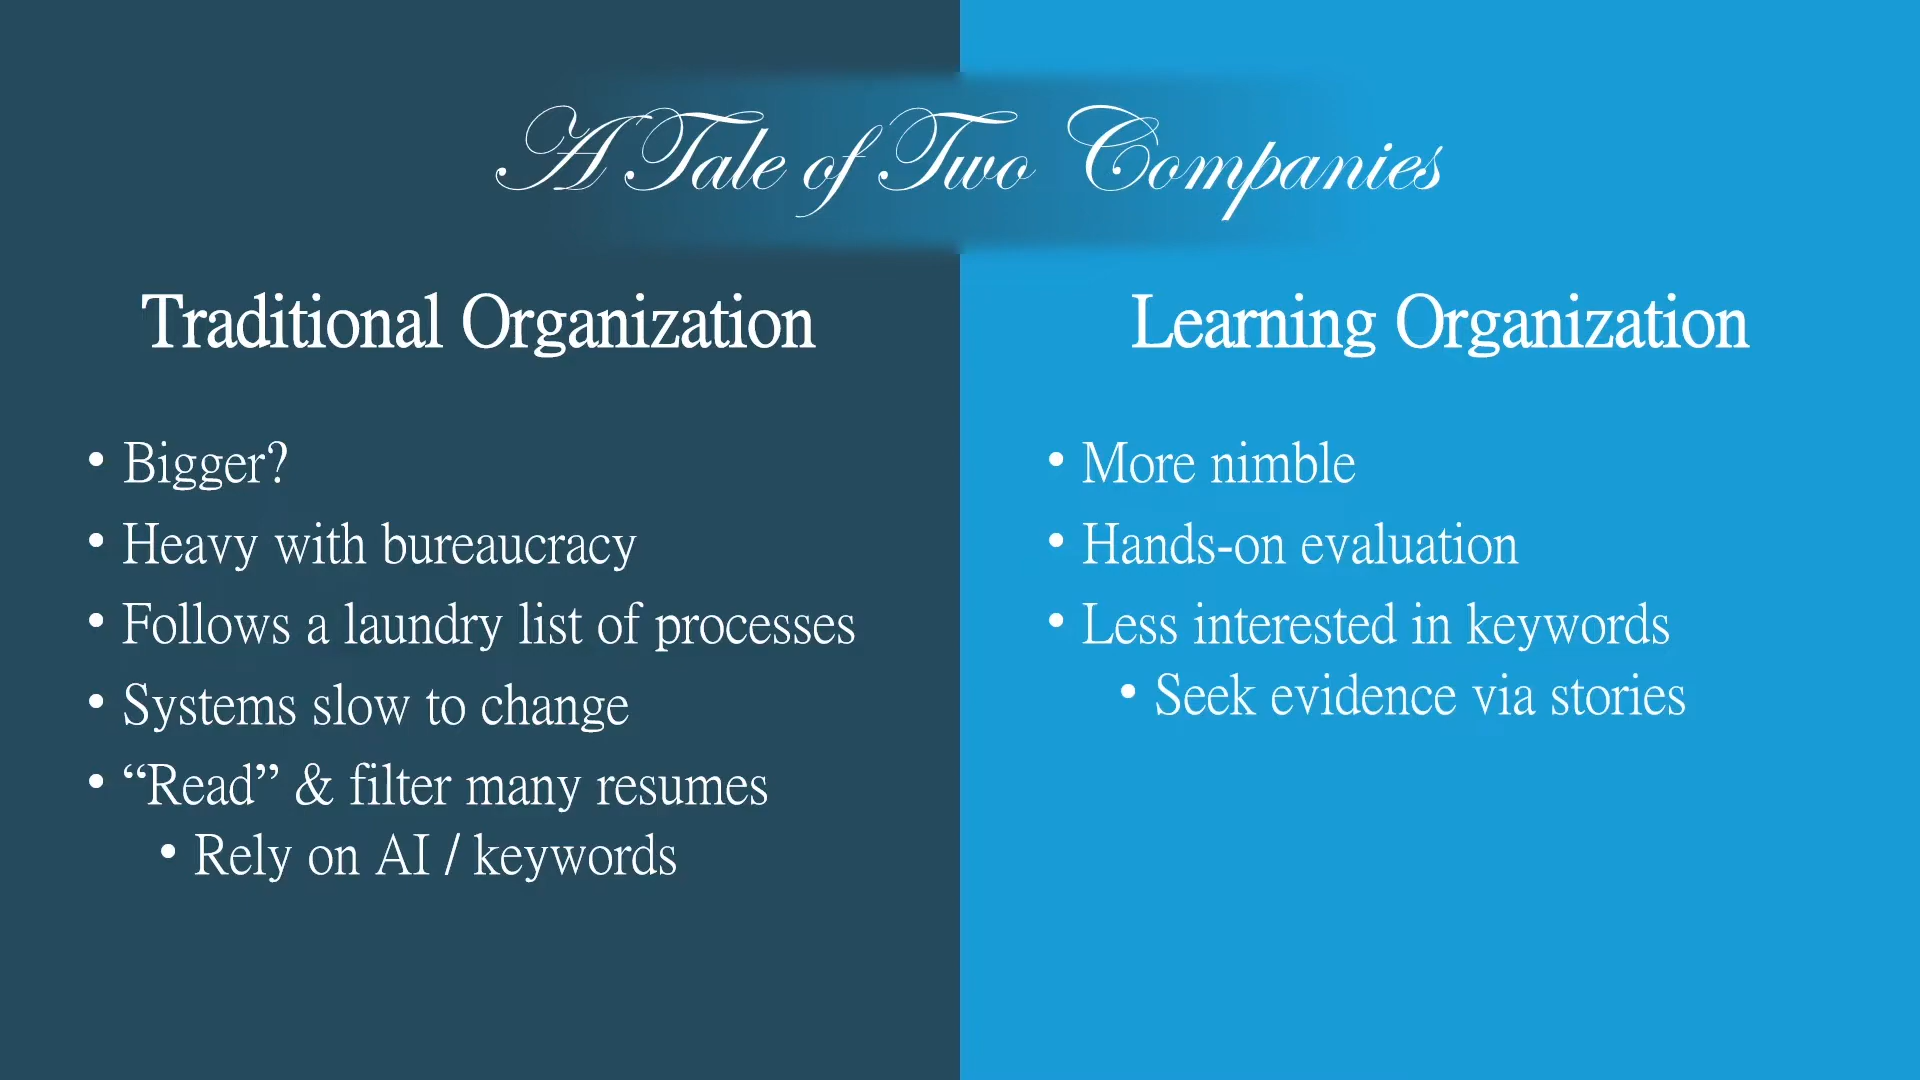 A Tale of Two Companies
Traditional Organization
• Bigger?
• Heavy with bureaucracy
• Follows a laundry list of processes
• Systems slow to change
• “Read” & filter many resumes
• Rely on AI / keywords
Learning Organization
• More nimble
• Hands-on evaluation
• Less interested in keywords
• Seek evidence via stories